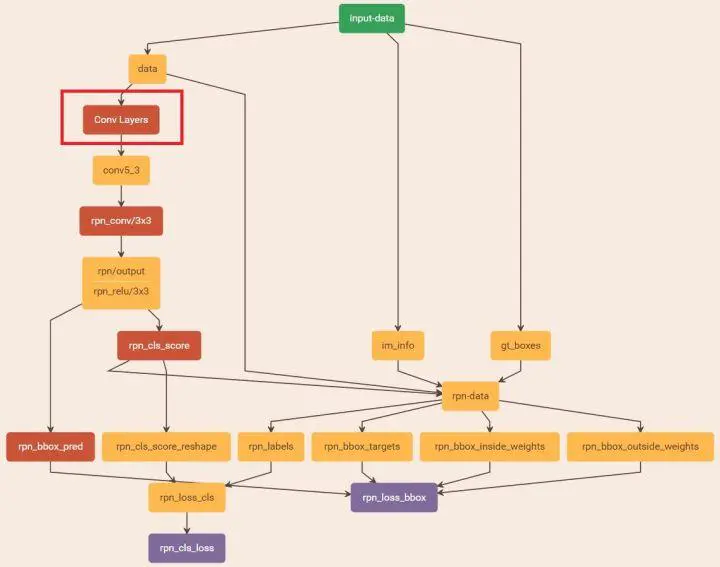 input-data
data
Conv Layers
conv5_3
rpn_conv/3x3
rpn/output
rpn_relu/3x3
rpn_cls_score
im_info
gt_boxes
rpn-data
rpn_bbox_pred
rpn_cls_score_reshape
rpn_labels
rpn_bbox_targets
rpn_bbox_inside_weights
rpn_bbox_outside_weights
rpn_loss_cls
rpn_loss_bbox
rpn_cls_loss